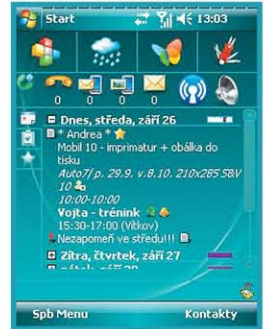 Start 13:03
0 0 0 0
Dnes, středa, září 26
* Andrea *
Mobil 10 - imprimatur + obálka do
tisku
Auto7/ p. 29.9. v.8.10. 210x285 58V
10
10:00-10:00
Vojta - trénink
15:30-17:00 (Vítkov)
Nezapomeň ve středu!!!
Zítra, čtvrtek, září 27
Spb Menu Kontakty